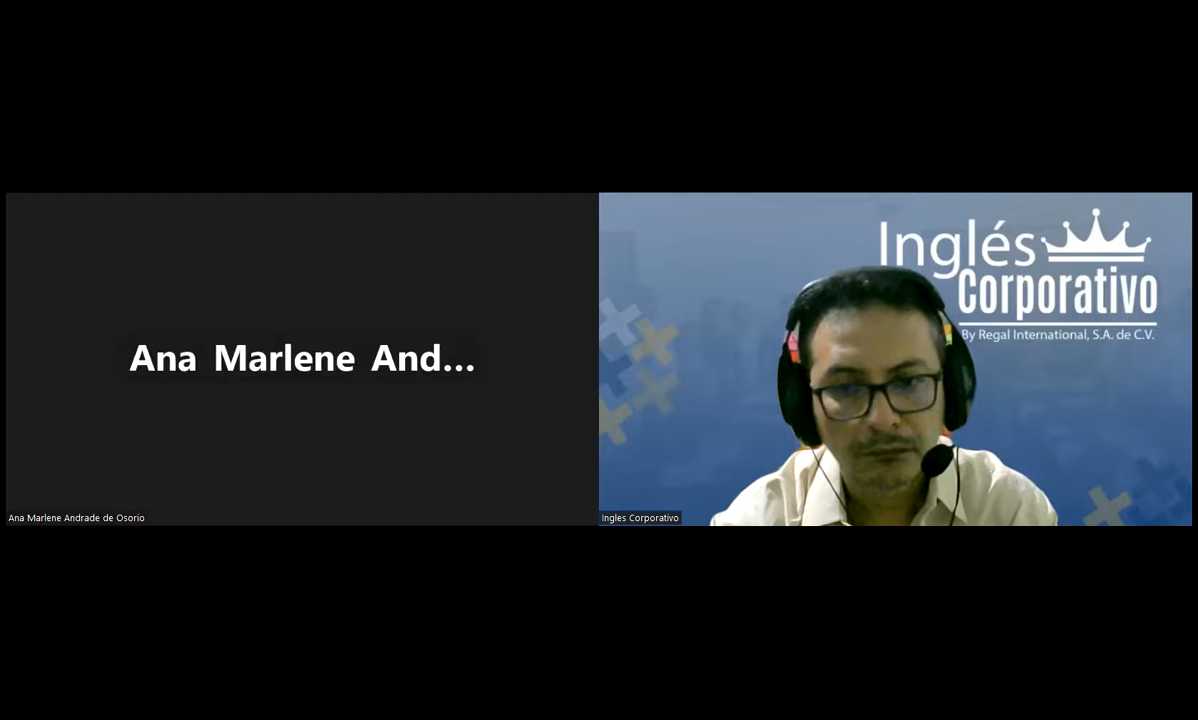 Ana Marlene And...
Ana Marlene Andrade de Osorio
Inglés
Corporativo
By Regal International, S.A. de C.V.
Ingles Corporativo